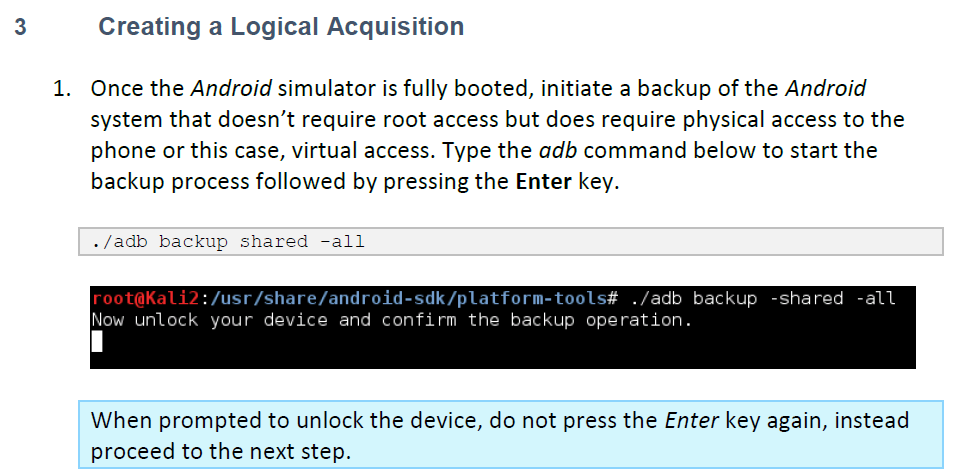 3 Creating a Logical Acquisition
1. Once the Android simulator is fully booted, initiate a backup of the Android
system that doesn’t require root access but does require physical access to the
phone or this case, virtual access. Type the adb command below to start the
backup process followed by pressing the Enter key.
./adb backup shared -all
root@Kali2:/usr/share/android-sdk/platform-tools# ./adb backup -shared -all
Now unlock your device and confirm the backup operation.
When prompted to unlock the device, do not press the Enter key again, instead
proceed to the next step.